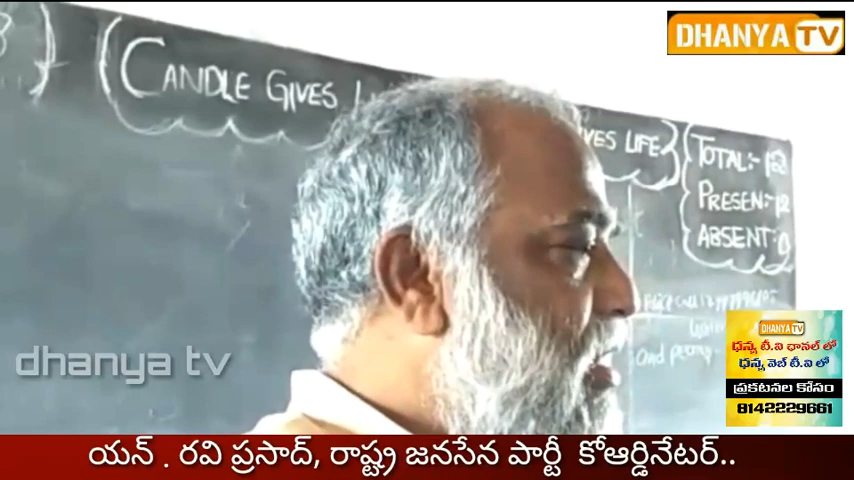 DHANYA TV
CANDLE GIVES
VES LIFE
TOTAL:- 12
PRESEN:- 12
ABSENT:- 0
and
dhanya tv
DHANYA TV
ధన్య టీ.వి ఛానల్ లో
ధన్య వెబ్ టీ.వి లో
ప్రకటనల కోసం
8142229661
యన్ . రవి ప్రసాద్, రాష్ట్ర జనసేన పార్టీ కోఆర్డినేటర్..